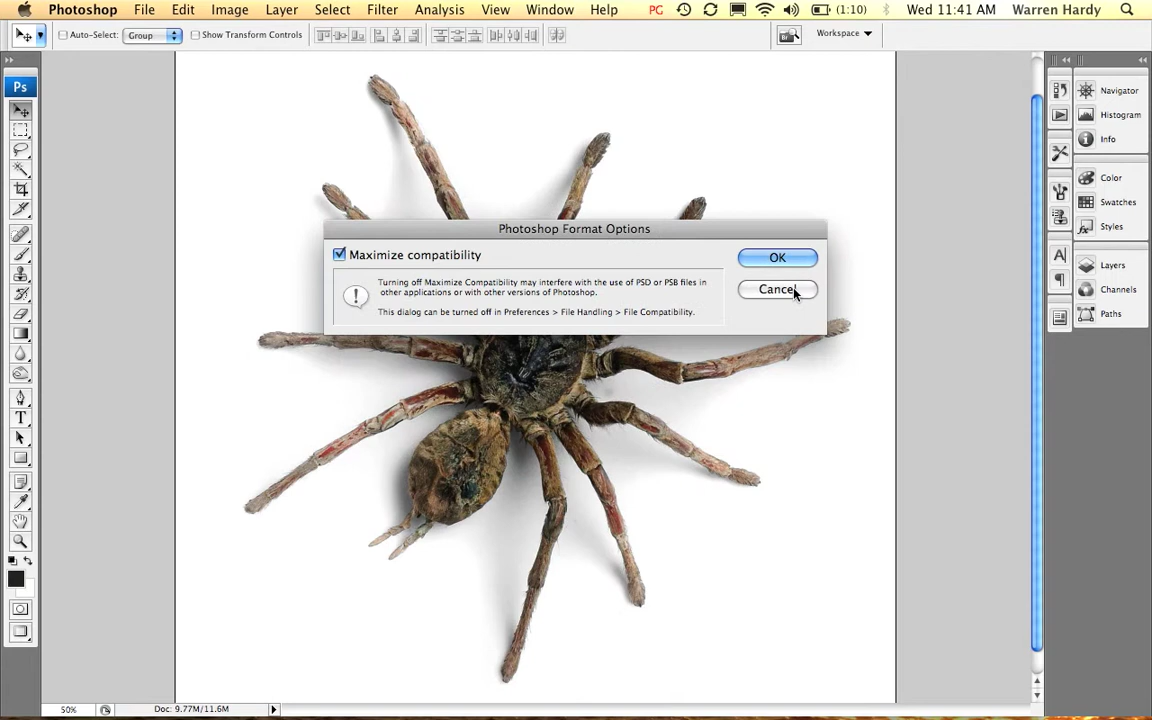 Photoshop File Edit Image Layer Select Filter Analysis View Window Help PC (1:10) Wed 11:41 AM Warren Hardy
Auto-Select: Group Show Transform Controls Workspace
Ps
Navigator
Histogram
Info
Color
Swatches
Styles
Layers
Channels
Paths
Photoshop Format Options
Maximize compatibility
OK
Turning off Maximize Compatibility may interfere with the use of PSD or PSB files in
other applications or with other versions of Photoshop.
Cancel
This dialog can be turned off in Preferences > File Handling > File Compatibility.
T
A
50% Doc: 9.77M/11.6M